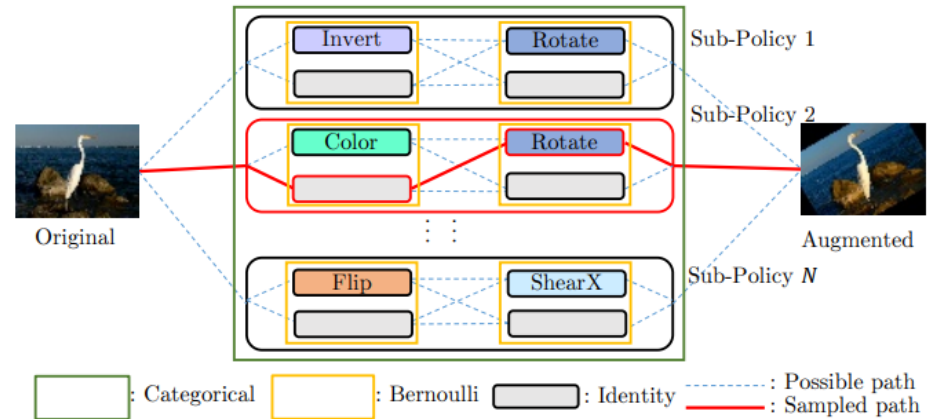 Invert
Rotate
Sub-Policy 1
Sub-Policy 2
Color
Rotate
Original
Augmented
Flip
ShearX
Sub-Policy N
: Categorical
: Bernoulli
: Identity
: Possible path
: Sampled path